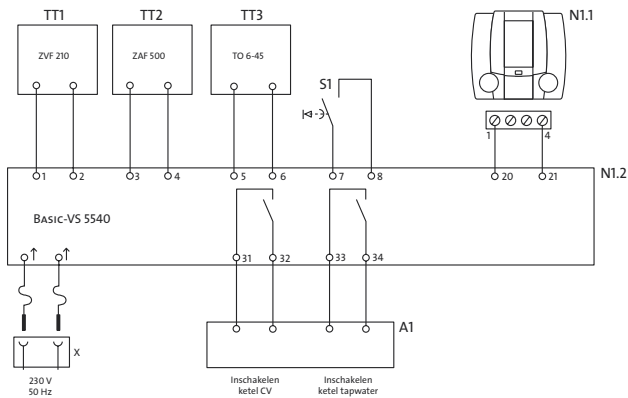 TT1 TT2 TT3 N1.1
ZVF 210 ZAF 500 TO 6-45
S1
1 4
1 2 3 4 5 6 7 8 20 21 N1.2
BASIC-VS 5540
31 32 33 34
A1
X
230 V
50 Hz
Inschakelen
ketel CV
Inschakelen
ketel tapwater